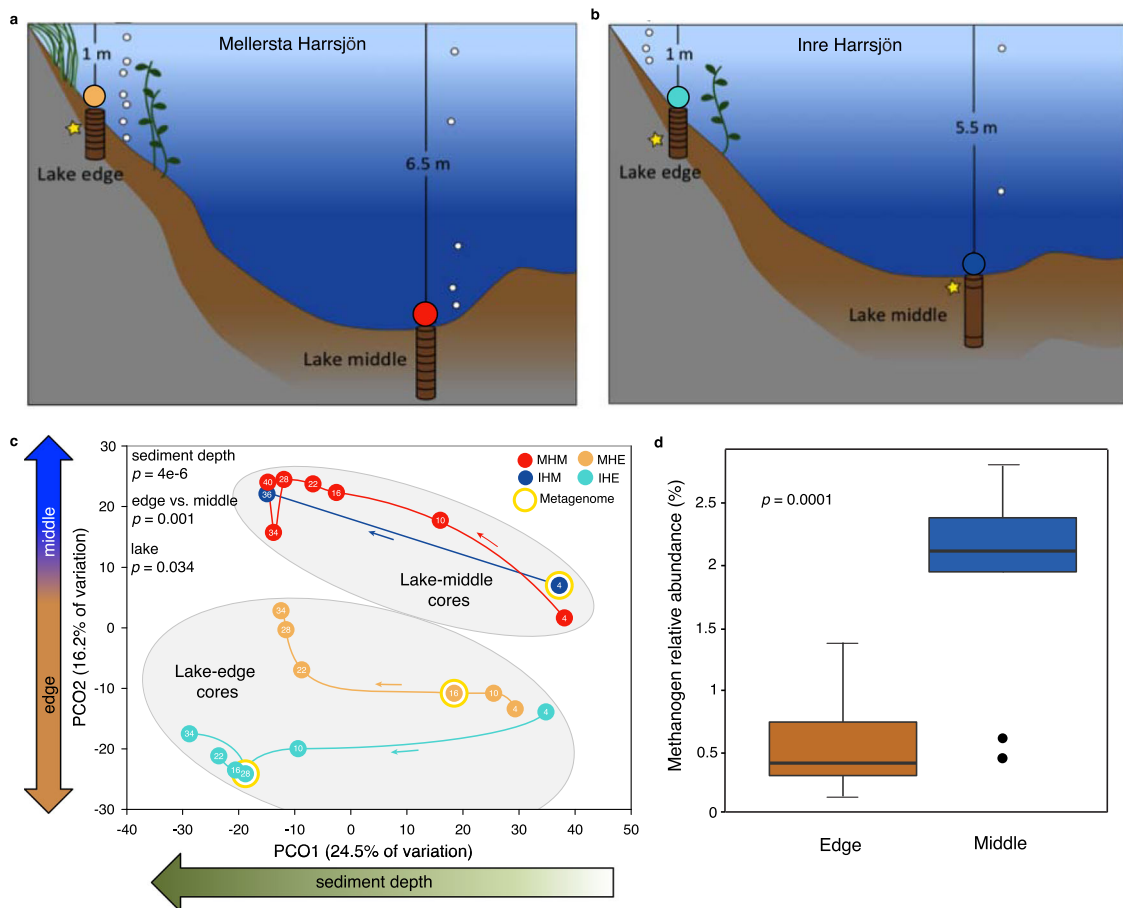 a
Mellersta Harrsjön
1 m
Lake edge
6.5 m
Lake middle
b
Inre Harrsjön
1 m
Lake edge
5.5 m
Lake middle
c
middle
edge
PCO2 (16.2% of variation)
30
20
10
0
-10
-20
-30
sediment depth
p = 4e-6
edge vs. middle
p = 0.001
lake
p = 0.034
MHM
MHE
IHM
IHE
Metagenome
40
28
22
16
36
34
10
4
4
Lake-middle
cores
34
28
22
16
10
4
Lake-edge
cores
4
34
10
22
16
28
-40
-30
-20
-10
0
10
20
30
40
50
PCO1 (24.5% of variation)
sediment depth
d
Methanogen relative abundance (%)
p = 0.0001
2.5
2
1.5
1
0.5
0
Edge
Middle